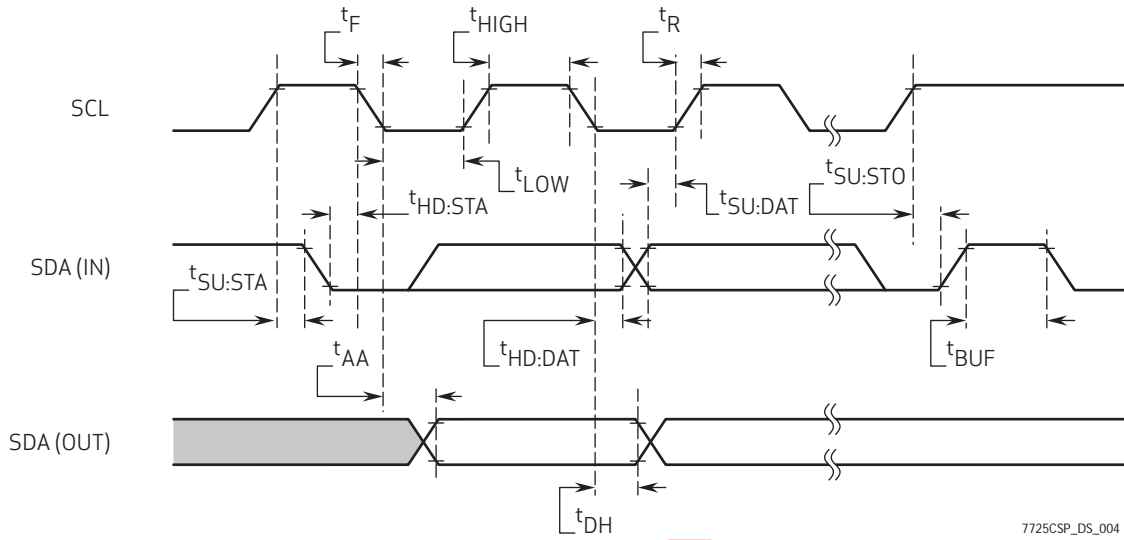 tF
tHIGH
tR
SCL
tLOW
tSU:STO
tHD:STA
tSU:DAT
SDA (IN)
tSU:STA
tAA
tHD:DAT
tBUF
SDA (OUT)
tDH
7725CSP_DS_004